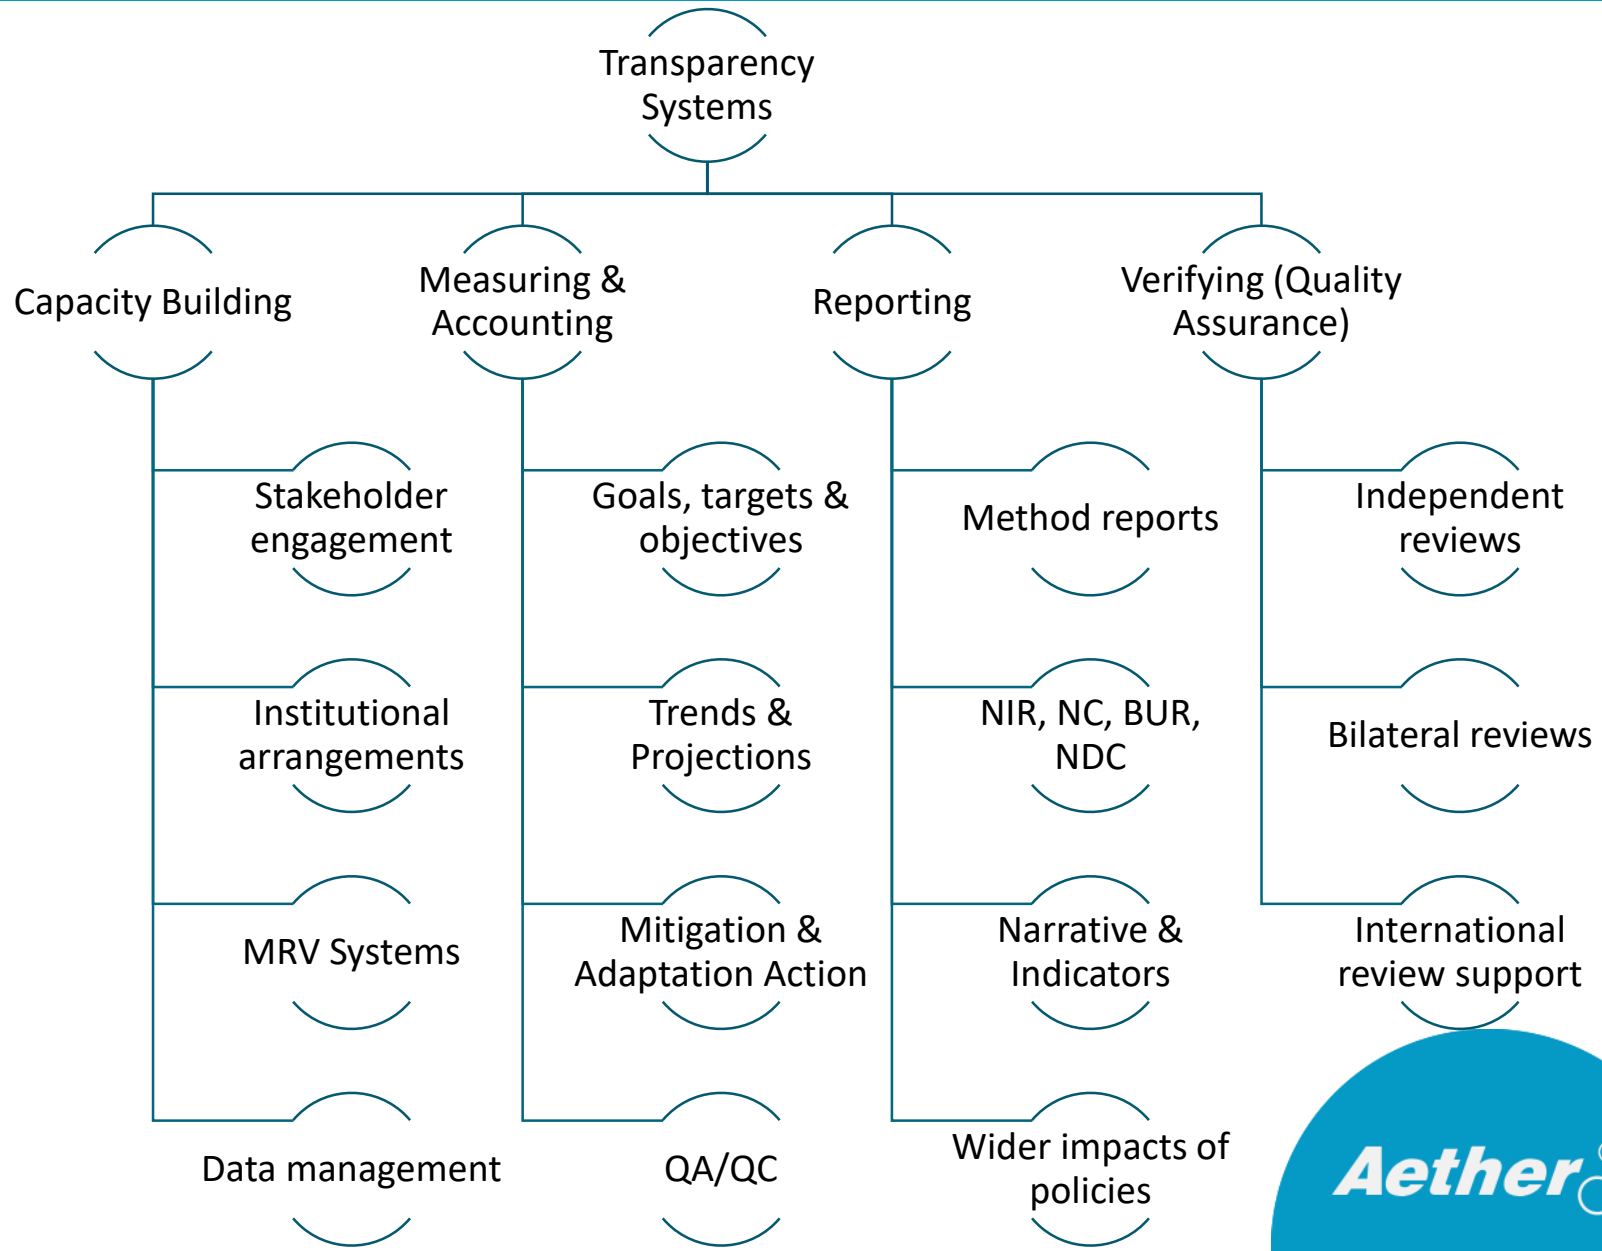 Transparency
Systems
Capacity Building
Measuring &
Accounting
Reporting
Verifying (Quality
Assurance)
Stakeholder
engagement
Goals, targets &
objectives
Method reports
Independent
reviews
Institutional
arrangements
Trends &
Projections
NIR, NC, BUR,
NDC
Bilateral reviews
MRV Systems
Mitigation &
Adaptation Action
Narrative &
Indicators
International
review support
Data management
QA/QC
Wider impacts of
policies
Aether